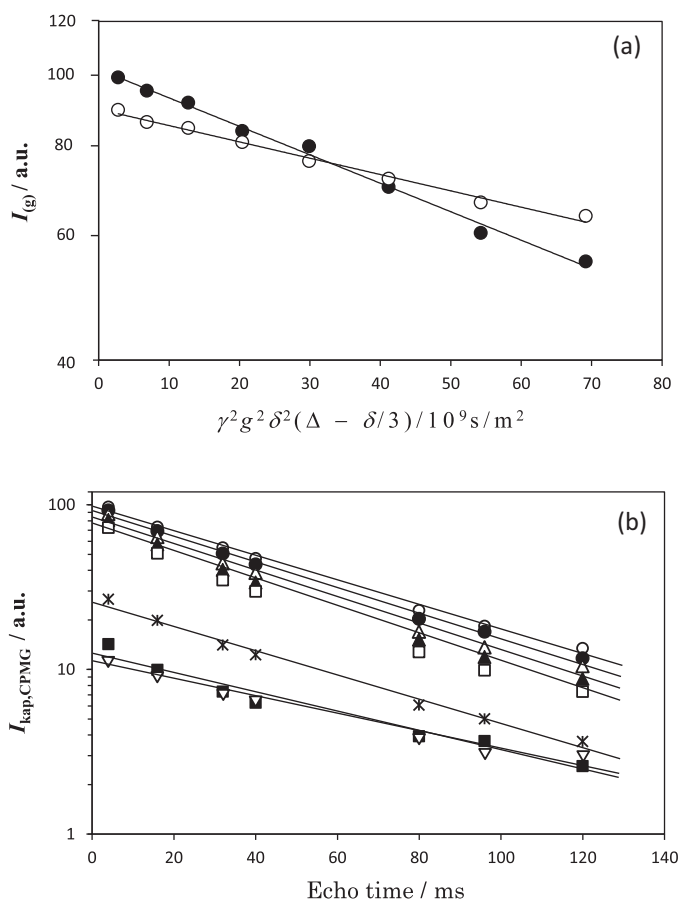 120
(a)
100
80
60
40
I(g) / a.u.
0 10 20 30 40 50 60 70 80
γ²g²δ²(Δ − δ/3)/10⁹s/m²
(b)
100
10
1
Ikap,CPMG / a.u.
0 20 40 60 80 100 120 140
Echo time / ms